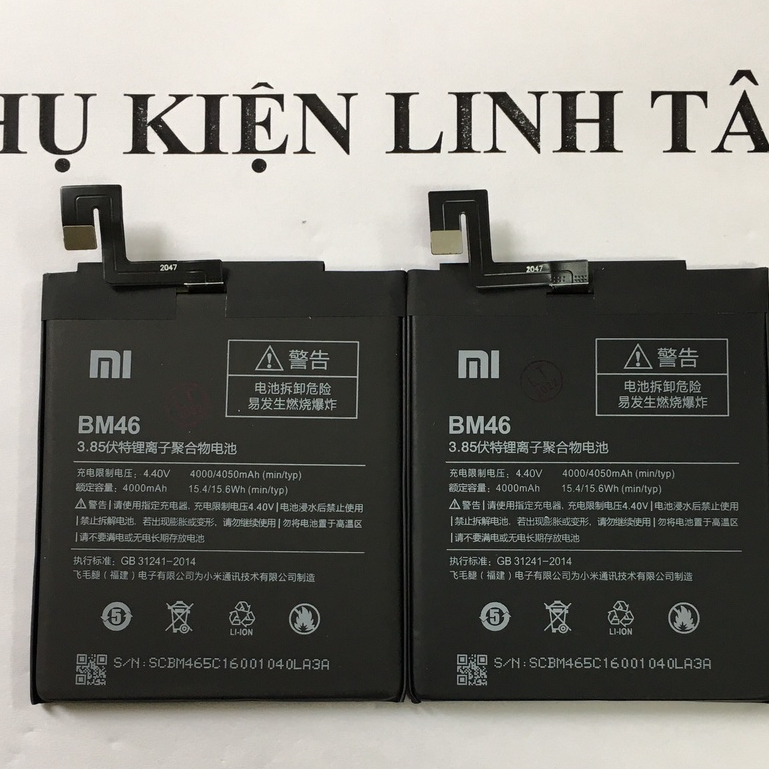 HỤ KIỆN LINH TÂ
2047
MI
警告
电池拆卸危险
易发生燃烧爆炸
BM46
3.85伏特锂离子聚合物电池
充电限制电压：4.40V 4000/4050mAh (min/typ)
额定容量：4000mAh 15.4/15.6Wh (min/typ)
警告|请使用指定充电器，充电限制电压4.40V|电池浸水后禁止使用
|禁止拆解电池，若出现膨胀或变形，请勿继续使用|勿将电池置于高温区
|请不要满电或无电长期存放电池
执行标准：GB 31241-2014
飞毛腿（福建）电子有限公司为小米通讯技术有限公司制造
5
LI-ION
S/N:SCBM465C16001040LA3A
2047
MI
警告
电池拆卸危险
易发生燃烧爆炸
BM46
3.85伏特锂离子聚合物电池
充电限制电压：4.40V 4000/4050mAh (min/typ)
额定容量：4000mAh 15.4/15.6Wh (min/typ)
警告|请使用指定充电器，充电限制电压4.40V|电池浸水后禁止使用
|禁止拆解电池，若出现膨胀或变形，请勿继续使用|勿将电池置于高温区
|请不要满电或无电长期存放电池
执行标准：GB 31241-2014
飞毛腿（福建）电子有限公司为小米通讯技术有限公司制造
5
LI-ION
S/N:SCBM465C16001040LA3A